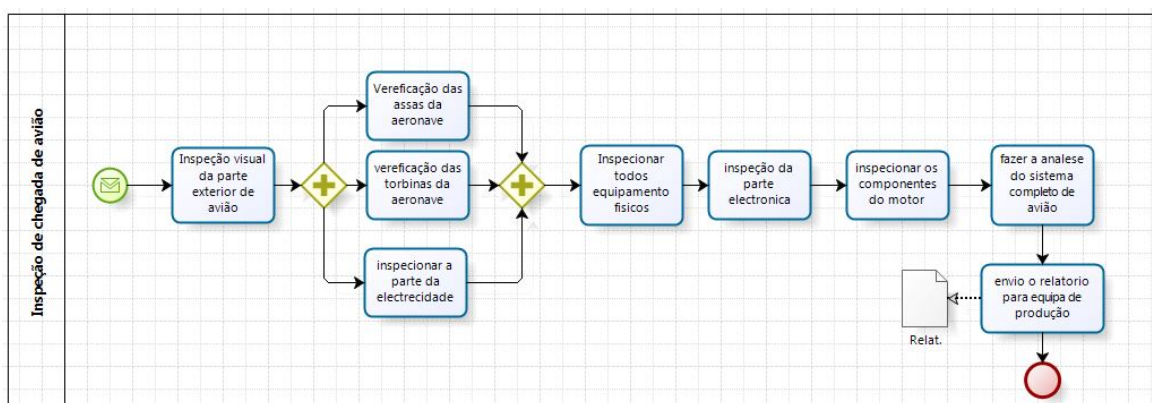 Inspeção de chegada de avião
Inspeção visual
da parte
exterior de
avião
Vereficação das
assas da
aeronave
verefìcação das
torbinas da
aeronave
inspecionar a
parte da
electrecidade
Inspecionar
todos
equipamento
fisicos
inspeção da
parte
electronica
inspecionar os
componentes
do motor
fazer a analese
do sistema
completo de
avião
envio o relatorio
para equipa de
produção
Relat.